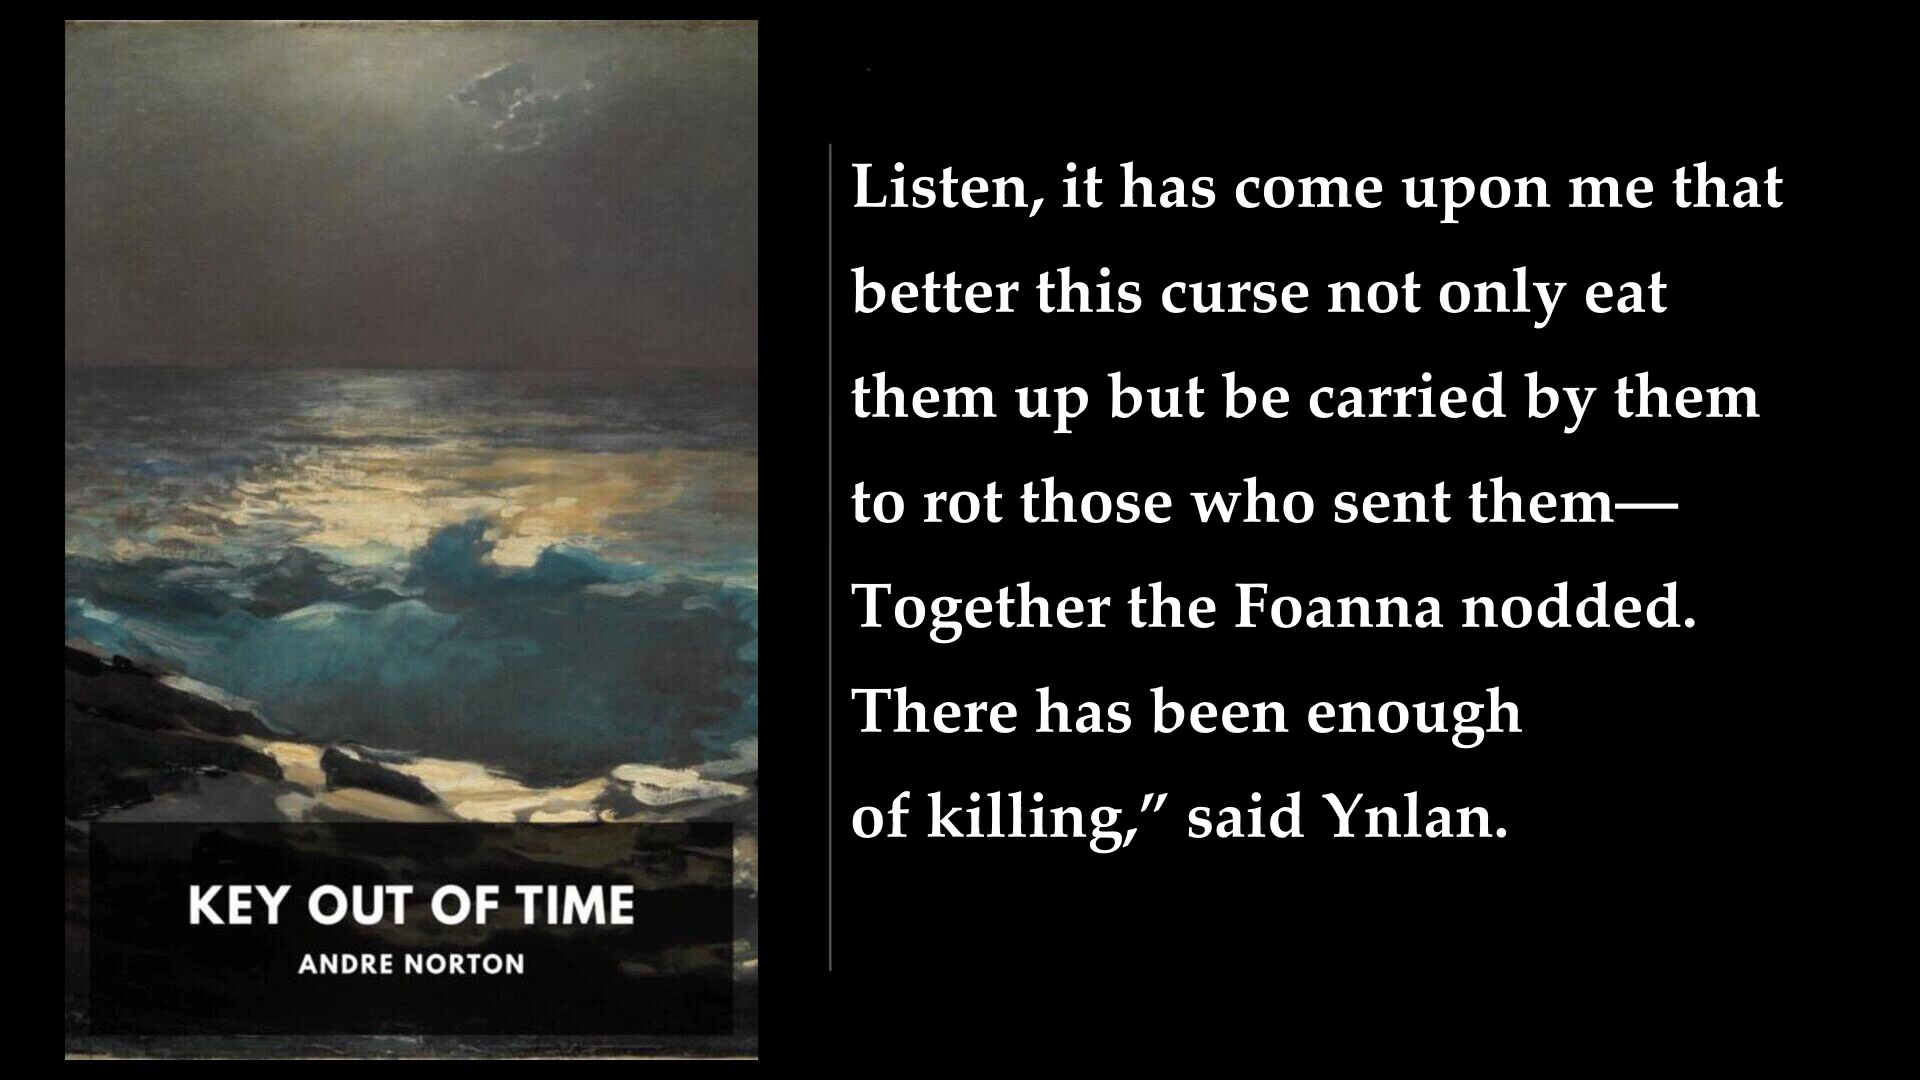 KEY OUT OF TIME
ANDRE NORTON
Listen, it has come upon me that
better this curse not only eat
them up but be carried by them
to rot those who sent them—
Together the Foanna nodded.
There has been enough
of killing,” said Ynlan.